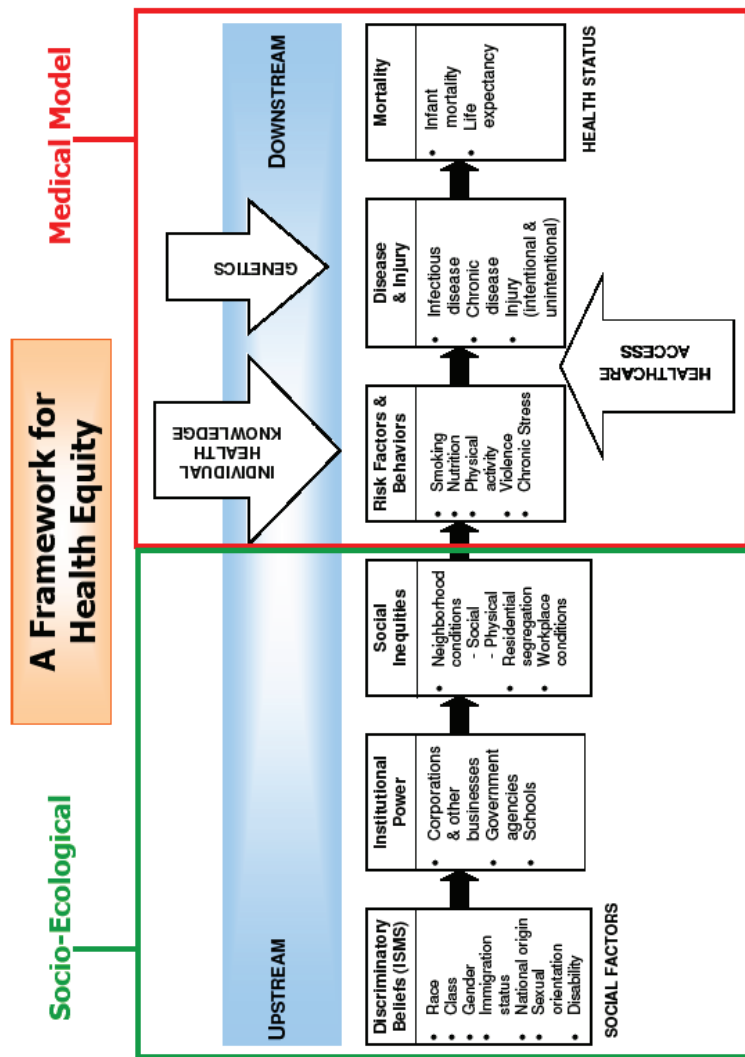 A Framework for
Health Equity
Socio-Ecological
Medical Model
UPSTREAM
DOWNSTREAM
INDIVIDUAL
HEALTH
KNOWLEDGE
GENETICS
Discriminatory
Beliefs (ISMS)
• Race
• Class
• Gender
• Immigration
status
• National origin
• Sexual
orientation
• Disability
Institutional
Power
• Corporations
& other
businesses
• Government
agencies
• Schools
Social
Inequities
• Neighborhood
conditions
- Social
- Physical
• Residential
segregation
• Workplace
conditions
Risk Factors &
Behaviors
• Smoking
• Nutrition
• Physical
activity
• Violence
• Chronic Stress
Disease
& Injury
• Infectious
disease
• Chronic
disease
• Injury
(intentional &
unintentional)
Mortality
• Infant
mortality
• Life
expectancy
SOCIAL FACTORS
HEALTHCARE
ACCESS
HEALTH STATUS